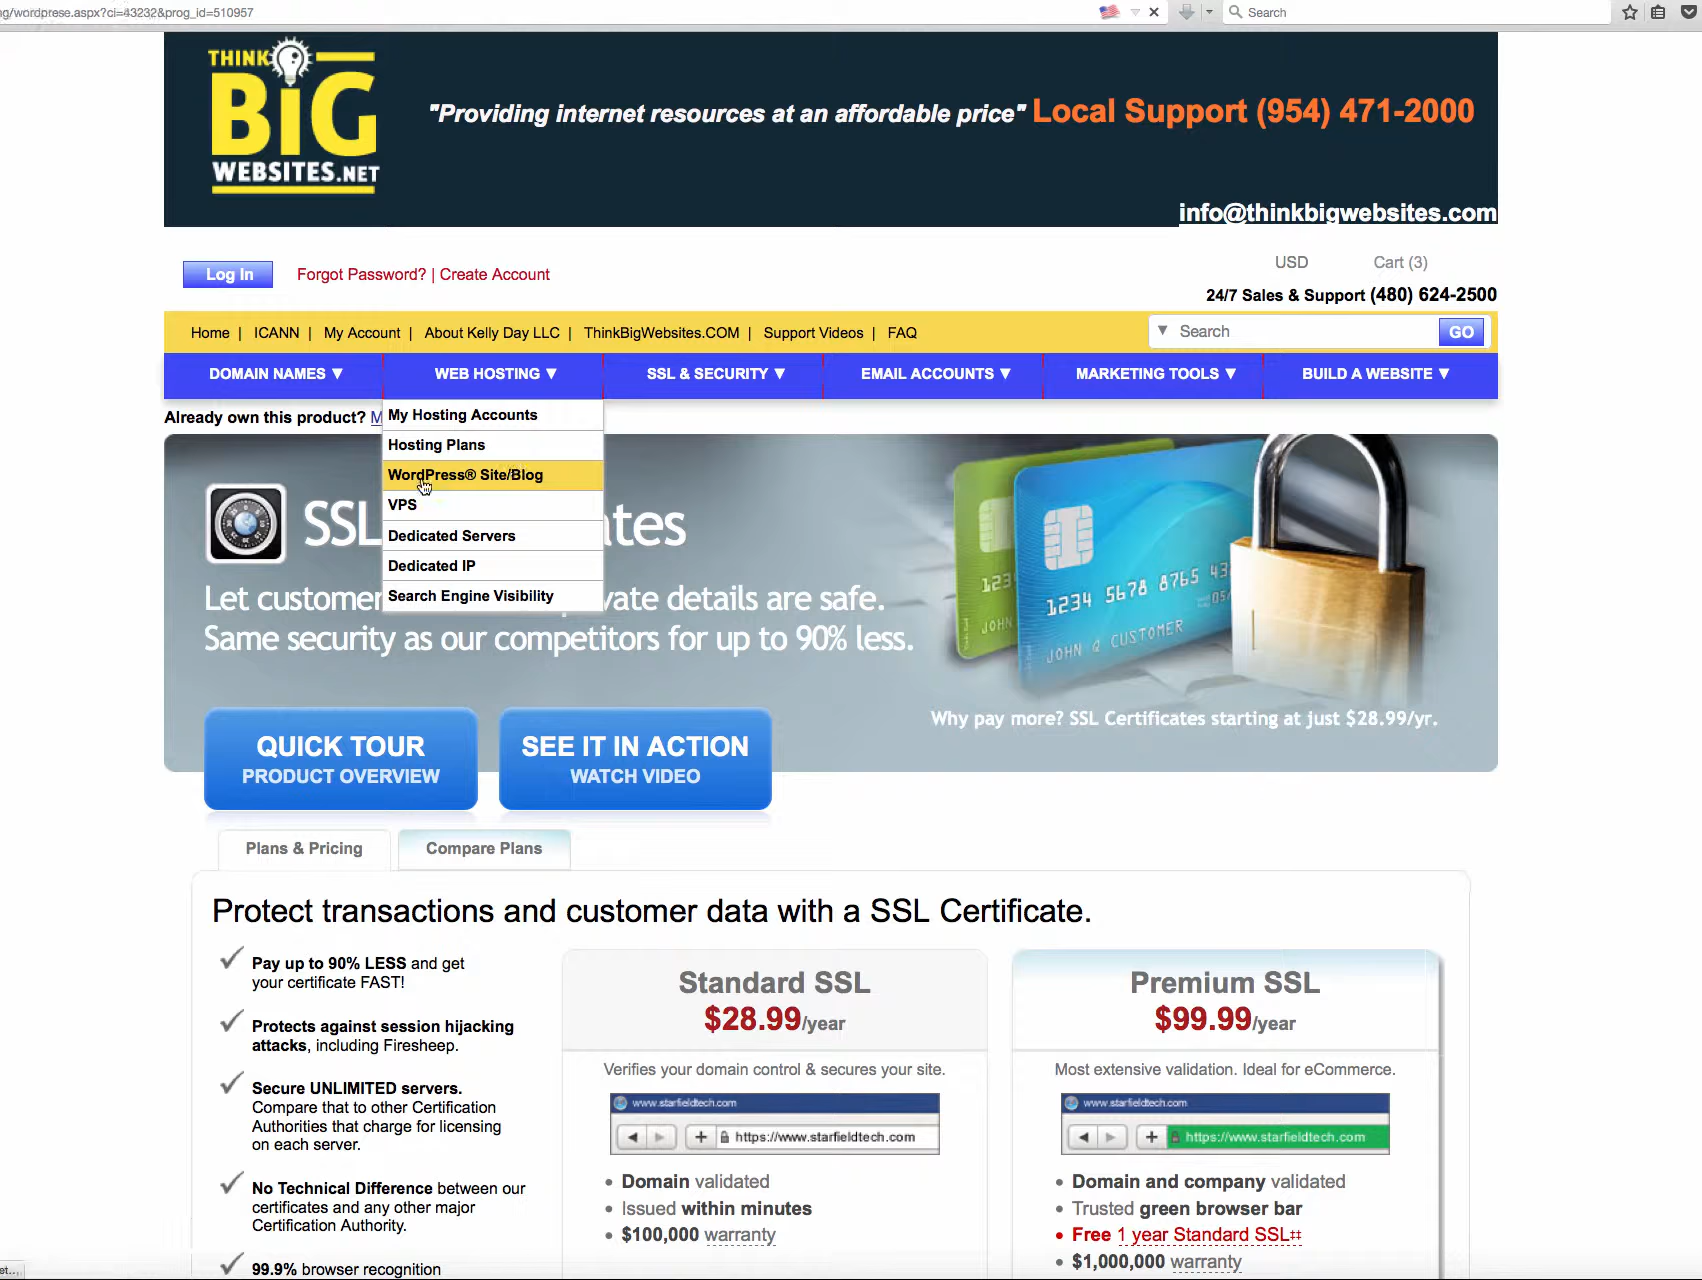 ng/wordprese.aspx?ci=43232&prog_id=510957
Search
THINK
BiG
WEBSITES.NET
"Providing internet resources at an affordable price" Local Support (954) 471-2000
info@thinkbigwebsites.com
Log In
Forgot Password? | Create Account
USD
Cart (3)
24/7 Sales & Support (480) 624-2500
Home | ICANN | My Account | About Kelly Day LLC | ThinkBigWebsites.COM | Support Videos | FAQ
▼ Search
GO
DOMAIN NAMES ▼
WEB HOSTING ▼
SSL & SECURITY ▼
EMAIL ACCOUNTS ▼
MARKETING TOOLS ▼
BUILD A WEBSITE ▼
Already own this product? M
My Hosting Accounts
Hosting Plans
WordPress® Site/Blog
VPS
Dedicated Servers
Dedicated IP
Search Engine Visibility
SSL
ates
Let customer
vate details are safe.
Same security as our competitors for up to 90% less.
123
JOHN
1234 5678 8765 43
05/
JOHN Q CUSTOMER
Why pay more? SSL Certificates starting at just $28.99/yr.
QUICK TOUR
PRODUCT OVERVIEW
SEE IT IN ACTION
WATCH VIDEO
Plans & Pricing
Compare Plans
Protect transactions and customer data with a SSL Certificate.
Pay up to 90% LESS and get
your certificate FAST!
Protects against session hijacking
attacks, including Firesheep.
Secure UNLIMITED servers.
Compare that to other Certification
Authorities that charge for licensing
on each server.
No Technical Difference between our
certificates and any other major
Certification Authority.
99.9% browser recognition
Standard SSL
$28.99/year
Verifies your domain control & secures your site.
www.starfieldtech.com
https://www.starfieldtech.com
• Domain validated
• Issued within minutes
• $100,000 warranty
Premium SSL
$99.99/year
Most extensive validation. Ideal for eCommerce.
www.starfieldtech.com
https://www.starfieldtech.com
• Domain and company validated
• Trusted green browser bar
• Free 1 year Standard SSL‡‡
• $1,000,000 warranty
et...